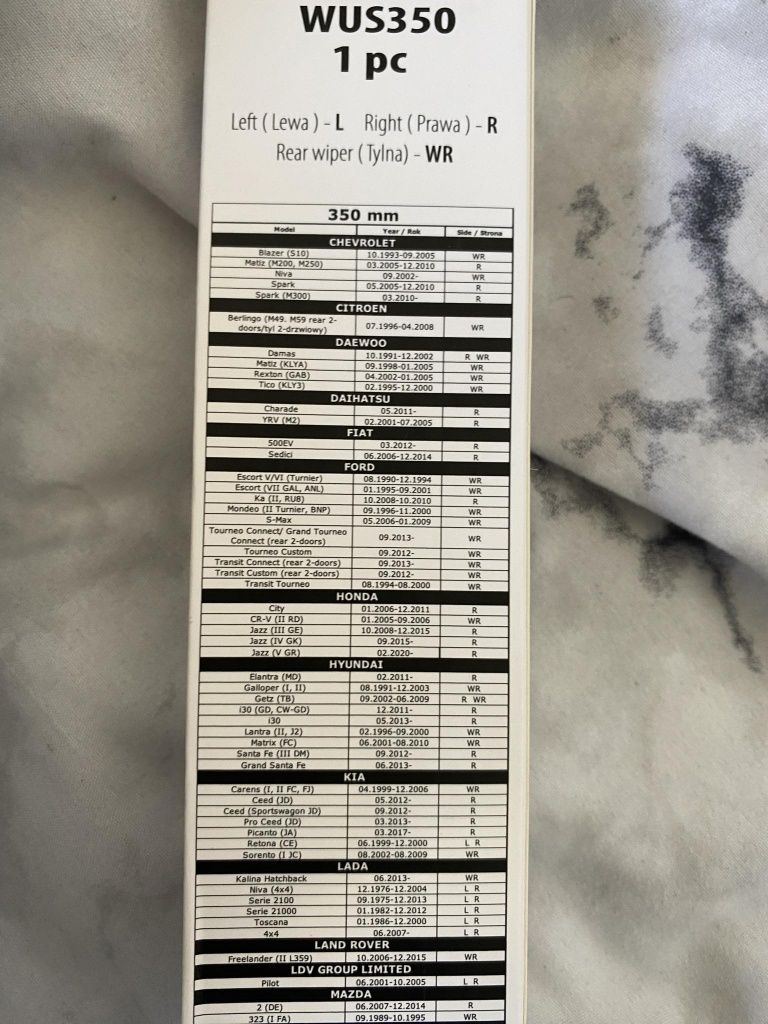 WUS350
1 pc
Left ( Lewa ) - L Right ( Prawa ) - R
Rear wiper ( Tylna) - WR
350 mm
Model Year / Rok Side / Strona
CHEVROLET
Blazer (S10) 10.1993-09.2005 WR
Matiz (M200, M250) 03.2005-12.2010 R
Niva 09.2002- WR
Spark 05.2005-12.2010 R
Spark (M300) 03.2010- R
CITROEN
Berlingo (M49. M59 rear 2-
doors/tyl 2-drzwiowy) 07.1996-04.2008 WR
DAEWOO
Damas 10.1991-12.2002 R WR
Matiz (KLYA) 09.1998-01.2005 WR
Rexton (GAB) 04.2002-01.2005 WR
Tico (KLY3) 02.1995-12.2000 WR
DAIHATSU
Charade 05.2011- R
YRV (M2) 02.2001-07.2005 R
FIAT
500EV 03.2012- R
Sedici 06.2006-12.2014 R
FORD
Escort V/VI (Turnier) 08.1990-12.1994 WR
Escort (VII GAL, ANL) 01.1995-09.2001 WR
Ka (II, RU8) 10.2008-10.2010 R
Mondeo (II Turnier, BNP) 09.1996-11.2000 WR
S-Max 05.2006-01.2009 WR
Tourneo Connect/ Grand Tourneo
Connect (rear 2-doors) 09.2013- WR
Tourneo Custom 09.2012- WR
Transit Connect (rear 2-doors) 09.2013- WR
Transit Custom (rear 2-doors) 09.2012- WR
Transit Tourneo 08.1994-08.2000 WR
HONDA
City 01.2006-12.2011 R
CR-V (II RD) 01.2005-09.2006 WR
Jazz (III GE) 10.2008-12.2015 R
Jazz (IV GK) 09.2015- R
Jazz (V GR) 02.2020- R
HYUNDAI
Elantra (MD) 02.2011- R
Galloper (I, II) 08.1991-12.2003 WR
Getz (TB) 09.2002-06.2009 R WR
i30 (GD, CW-GD) 12.2011- R
i30 05.2013- R
Lantra (II, J2) 02.1996-09.2000 WR
Matrix (FC) 06.2001-08.2010 WR
Santa Fe (III DM) 09.2012- R
Grand Santa Fe 06.2013- R
KIA
Carens (I, II FC, FJ) 04.1999-12.2006 WR
Ceed (JD) 05.2012- R
Ceed (Sportswagon JD) 09.2012- R
Pro Ceed (JD) 03.2013- R
Picanto (JA) 03.2017- R
Retona (CE) 06.1999-12.2000 L R
Sorento (I JC) 08.2002-08.2009 WR
LADA
Kalina Hatchback 06.2013- WR
Niva (4x4) 12.1976-12.2004 L R
Serie 2100 09.1975-12.2013 L R
Serie 21000 01.1982-12.2012 L R
Toscana 01.1986-12.2000 L R
4x4 06.2007- L R
LAND ROVER
Freelander (II L359) 10.2006-12.2015 WR
LDV GROUP LIMITED
Pilot 06.2001-10.2005 L R
MAZDA
2 (DE) 06.2007-12.2014 R
323 (I FA) 09.1989-10.1995 WR